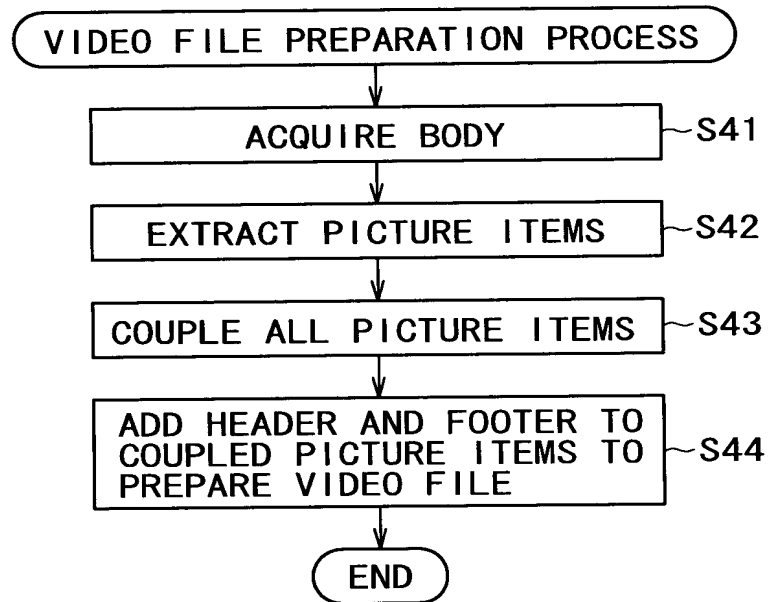 VIDEO FILE PREPARATION PROCESS
ACQUIRE BODY
S41
EXTRACT PICTURE ITEMS
S42
COUPLE ALL PICTURE ITEMS
S43
ADD HEADER AND FOOTER TO
COUPLED PICTURE ITEMS TO
PREPARE VIDEO FILE
S44
END